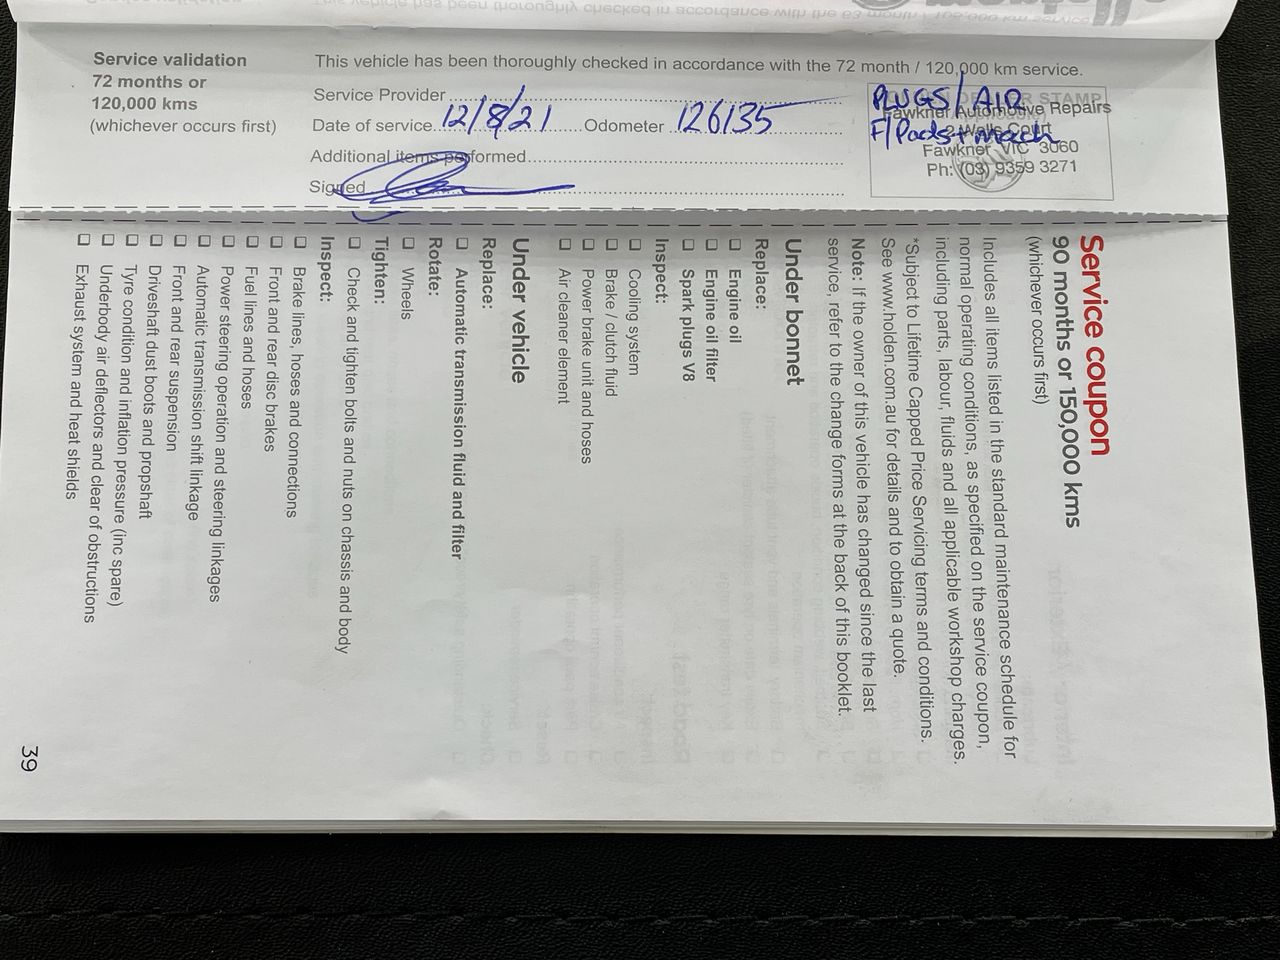 Service validation
72 months or
120,000 kms
(whichever occurs first)
This vehicle has been thoroughly checked in accordance with the 72 month / 120,000 km service.
Service Provider
Date of service 12/8/21 Odometer 126135
Additional items performed
Signed
PLUGS / AIR
F/Pads + mach
STAMP
Fawkner Automotive Repairs
2 Wells Court
Fawkner VIC 3060
Ph: (03) 9359 3271
Service coupon
90 months or 150,000 kms
(whichever occurs first)
Includes all items listed in the standard maintenance schedule for
normal operating conditions, as specified on the service coupon,
including parts, labour, fluids and all applicable workshop charges.
*Subject to Lifetime Capped Price Servicing terms and conditions.
See www.holden.com.au for details and to obtain a quote.
Note: If the owner of this vehicle has changed since the last
service, refer to the change forms at the back of this booklet.
Under bonnet
Replace:
Engine oil
Engine oil filter
Spark plugs V8
Inspect:
Cooling system
Brake / clutch fluid
Power brake unit and hoses
Air cleaner element
Under vehicle
Replace:
Automatic transmission fluid and filter
Rotate:
Wheels
Tighten:
Check and tighten bolts and nuts on chassis and body
Inspect:
Brake lines, hoses and connections
Front and rear disc brakes
Fuel lines and hoses
Power steering operation and steering linkages
Automatic transmission shift linkage
Front and rear suspension
Driveshaft dust boots and propshaft
Tyre condition and inflation pressure (inc spare)
Underbody air deflectors and clear of obstructions
Exhaust system and heat shields
39